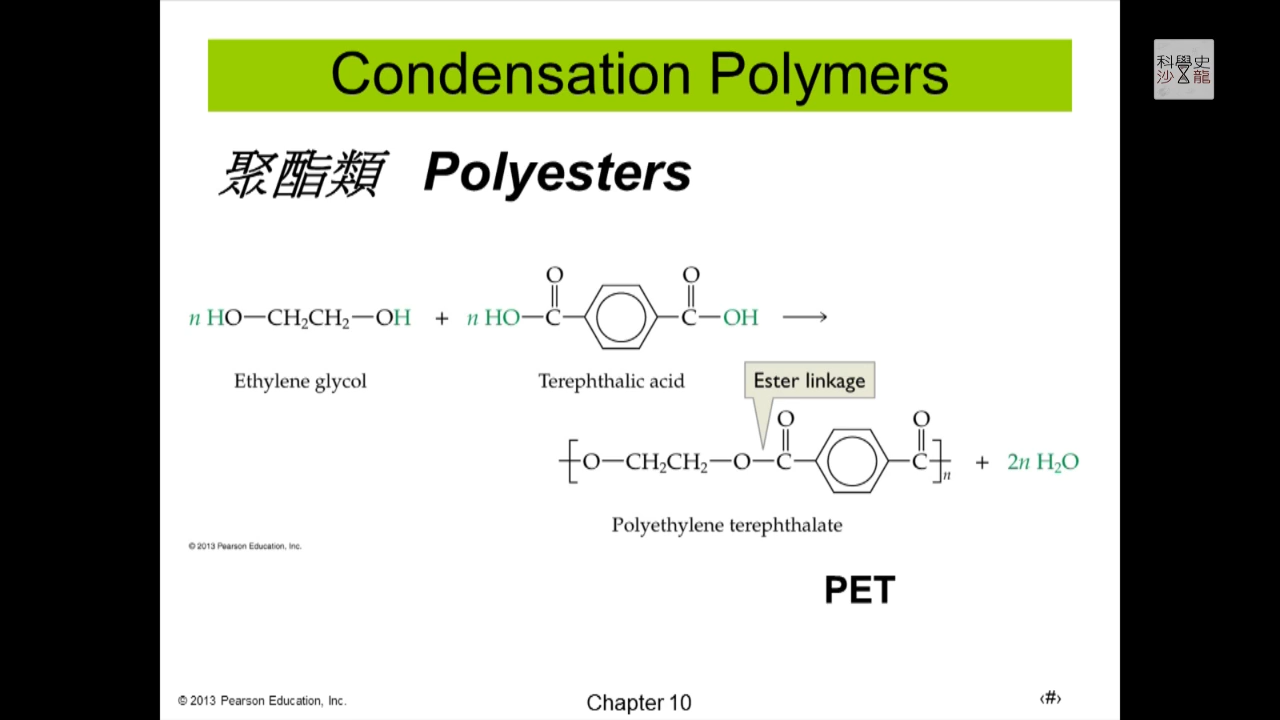 Condensation Polymers
科學史
沙龍
聚酯類 Polyesters
O O
n HO—CH₂CH₂—OH + n HO—C—C—OH ⟶
Ethylene glycol
Terephthalic acid
Ester linkage
O O
[O—CH₂CH₂—O—C—C]n + 2n H₂O
Polyethylene terephthalate
© 2013 Pearson Education, Inc.
PET
© 2013 Pearson Education, Inc.
Chapter 10
‹#›